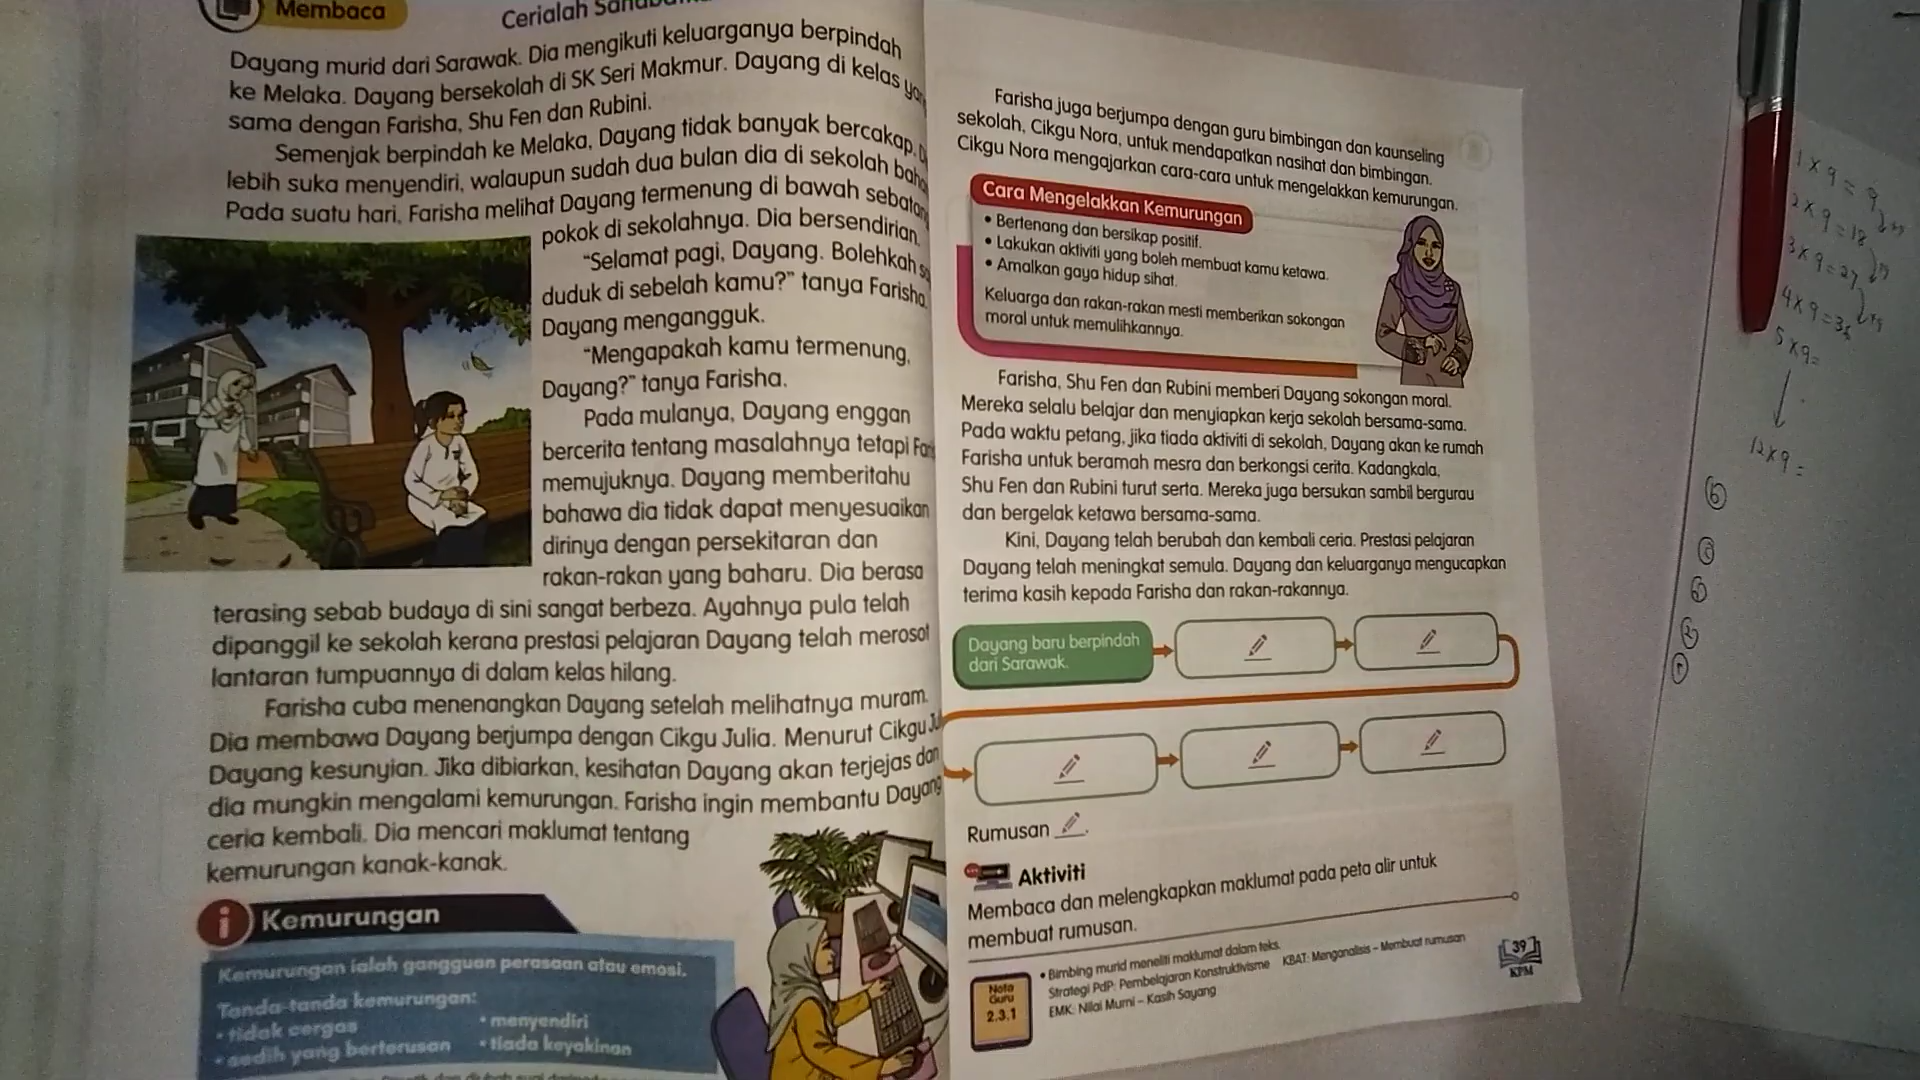 Membaca
Cerialah
Dayang murid dari Sarawak. Dia mengikuti keluarganya berpindah
ke Melaka. Dayang bersekolah di SK Seri Makmur. Dayang di kelas
sama dengan Farisha, Shu Fen dan Rubini.
Semenjak berpindah ke Melaka, Dayang tidak banyak bercakap.
lebih suka menyendiri, walaupun sudah dua bulan dia di sekolah
Pada suatu hari, Farisha melihat Dayang termenung di bawah
pokok di sekolahnya. Dia bersendirian.
“Selamat pagi, Dayang. Bolehkah
duduk di sebelah kamu?” tanya Farisha.
Dayang mengangguk.
“Mengapakah kamu termenung,
Dayang?” tanya Farisha.
Pada mulanya, Dayang enggan
bercerita tentang masalahnya tetapi
memujuknya. Dayang memberitahu
bahawa dia tidak dapat menyesuaikan
dirinya dengan persekitaran dan
rakan-rakan yang baharu. Dia berasa
terasing sebab budaya di sini sangat berbeza. Ayahnya pula telah
dipanggil ke sekolah kerana prestasi pelajaran Dayang telah merosot
lantaran tumpuannya di dalam kelas hilang.
Farisha cuba menenangkan Dayang setelah melihatnya muram.
Dia membawa Dayang berjumpa dengan Cikgu Julia. Menurut Cikgu
Dayang kesunyian. Jika dibiarkan, kesihatan Dayang akan terjejas dan
dia mungkin mengalami kemurungan. Farisha ingin membantu Dayang
ceria kembali. Dia mencari maklumat tentang
kemurungan kanak-kanak.
i Kemurungan
Kemurungan ialah gangguan perasaan atau emosi.
Tanda-tanda kemurungan:
• tidak cergas
• menyendiri
• sedih yang berterusan
• tiada keyakinan
Farisha juga berjumpa dengan guru bimbingan dan kaunseling
sekolah, Cikgu Nora, untuk mendapatkan nasihat dan bimbingan.
Cikgu Nora mengajarkan cara-cara untuk mengelakkan kemurungan.
Cara Mengelakkan Kemurungan
• Bertenang dan bersikap positif.
• Lakukan aktiviti yang boleh membuat kamu ketawa.
• Amalkan gaya hidup sihat.
Keluarga dan rakan-rakan mesti memberikan sokongan
moral untuk memulihkannya.
Farisha, Shu Fen dan Rubini memberi Dayang sokongan moral.
Mereka selalu belajar dan menyiapkan kerja sekolah bersama-sama.
Pada waktu petang, jika tiada aktiviti di sekolah, Dayang akan ke rumah
Farisha untuk beramah mesra dan berkongsi cerita. Kadangkala,
Shu Fen dan Rubini turut serta. Mereka juga bersukan sambil bergurau
dan bergelak ketawa bersama-sama.
Kini, Dayang telah berubah dan kembali ceria. Prestasi pelajaran
Dayang telah meningkat semula. Dayang dan keluarganya mengucapkan
terima kasih kepada Farisha dan rakan-rakannya.
Dayang baru berpindah
dari Sarawak.
Rumusan
Aktiviti
Membaca dan melengkapkan maklumat pada peta alir untuk
membuat rumusan.
Nota
Guru
2.3.1
• Bimbing murid meneliti maklumat dalam teks.
Strategi PdP: Pembelajaran Konstruktivisme KBAT: Menganalisis – Membuat rumusan
EMK: Nilai Murni – Kasih Sayang
39
KPM
1 x 9 = 9
2 x 9 = 18
3 x 9 = 27
4 x 9 = 36
5 x 9 =
12 x 9 =